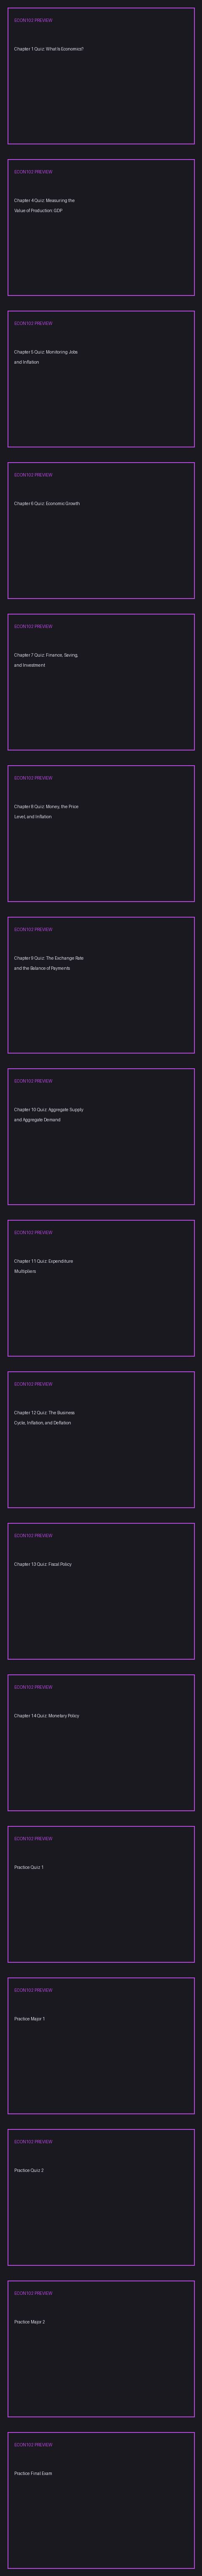 ECON102 PREVIEW
Chapter 1 Quiz: What Is Economics?
ECON102 PREVIEW
Chapter 4 Quiz: Measuring the
Value of Production: GDP
ECON102 PREVIEW
Chapter 5 Quiz: Monitoring Jobs
and Inflation
ECON102 PREVIEW
Chapter 6 Quiz: Economic Growth
ECON102 PREVIEW
Chapter 7 Quiz: Finance, Saving,
and Investment
ECON102 PREVIEW
Chapter 8 Quiz: Money, the Price
Level, and Inflation
ECON102 PREVIEW
Chapter 9 Quiz: The Exchange Rate
and the Balance of Payments
ECON102 PREVIEW
Chapter 10 Quiz: Aggregate Supply
and Aggregate Demand
ECON102 PREVIEW
Chapter 11 Quiz: Expenditure
Multipliers
ECON102 PREVIEW
Chapter 12 Quiz: The Business
Cycle, Inflation, and Deflation
ECON102 PREVIEW
Chapter 13 Quiz: Fiscal Policy
ECON102 PREVIEW
Chapter 14 Quiz: Monetary Policy
ECON102 PREVIEW
Practice Quiz 1
ECON102 PREVIEW
Practice Major 1
ECON102 PREVIEW
Practice Quiz 2
ECON102 PREVIEW
Practice Major 2
ECON102 PREVIEW
Practice Final Exam